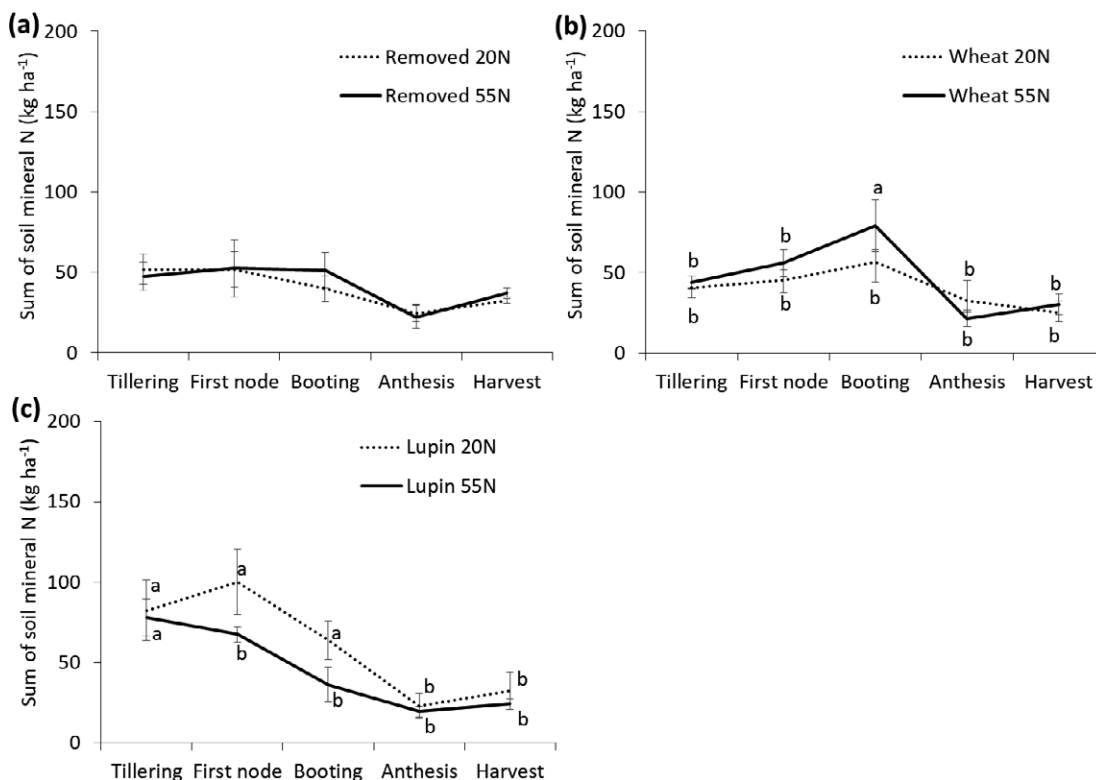 (a)
Sum of soil mineral N (kg ha⁻¹)
200
150
100
50
0
Removed 20N
Removed 55N
Tillering First node Booting Anthesis Harvest
(b)
Sum of soil mineral N (kg ha⁻¹)
200
150
100
50
0
Wheat 20N
Wheat 55N
a
b
b
b
b
b
b
b
b
b
Tillering First node Booting Anthesis Harvest
(c)
Sum of soil mineral N (kg ha⁻¹)
200
150
100
50
0
Lupin 20N
Lupin 55N
a
a
a
a
b
b
b
b
b
b
Tillering First node Booting Anthesis Harvest